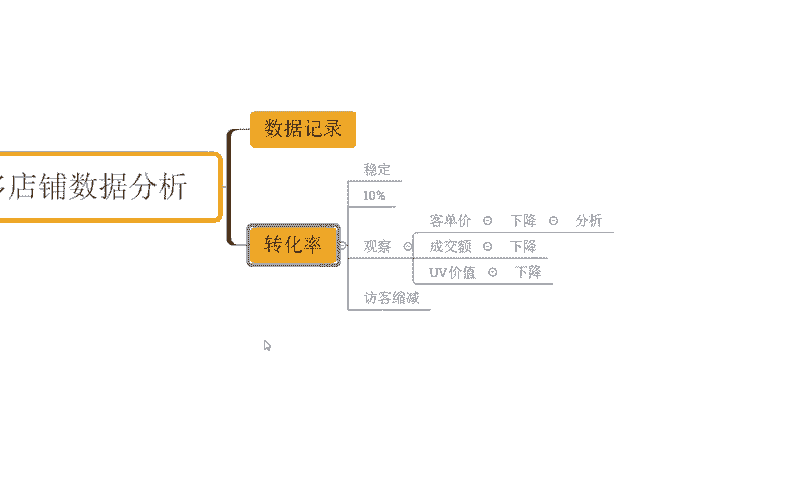 店铺数据分析
数据记录
转化率
稳定
10%
观察
客单价 下降 分析
成交额 下降
UV价值 下降
访客缩减